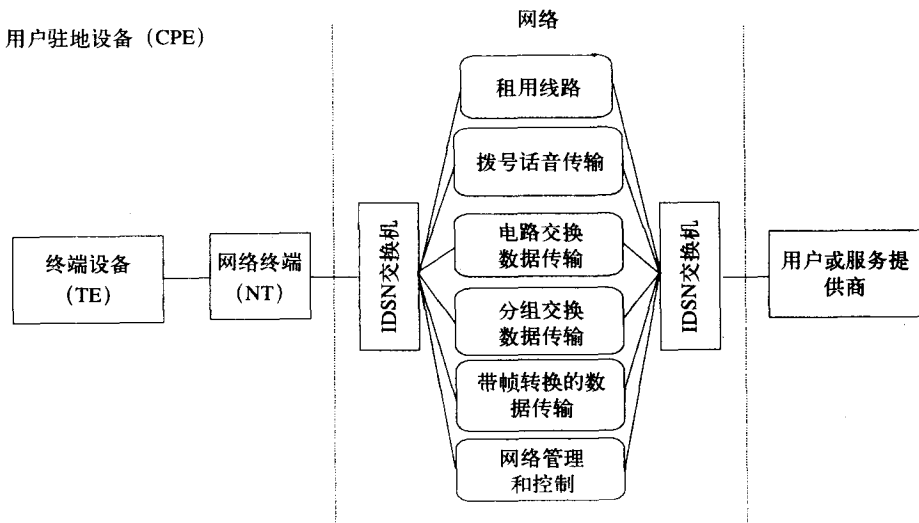 网络
用户驻地设备（CPE）
租用线路
拨号话音传输
电路交换
数据传输
分组交换
数据传输
带帧转换的数
据传输
网络管理
和控制
终端设备
（TE）
网络终端
（NT）
IDSN交换机
IDSN交换机
用户或服务提
供商